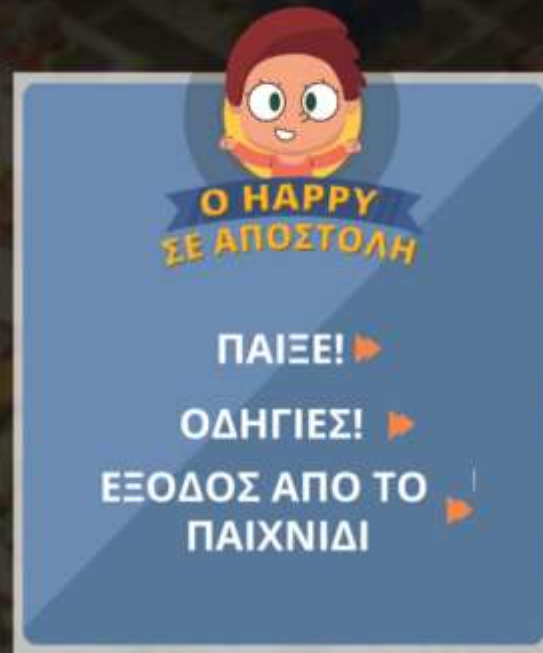 Ο HAPPY
ΣΕ ΑΠΟΣΤΟΛΗ
ΠΑΙΞΕ!
ΟΔΗΓΙΕΣ!
ΕΞΟΔΟΣ ΑΠΟ ΤΟ
ΠΑΙΧΝΙΔΙ